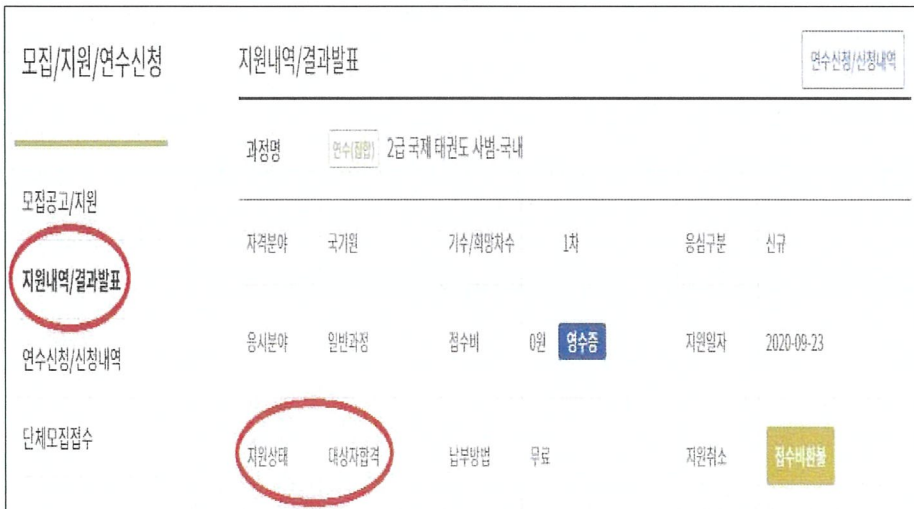 모집/지원/연수신청
모집공고/지원
지원내역/결과발표
연수신청/신청내역
단체모집접수
지원내역/결과발표
연수신청/신청내역
과정명 연수(집합) 2급 국제 태권도 사범-국내
자격분야 국기원 기수/희망차수 1차 응심구분 신규
응시분야 일반과정 접수비 0원 영수증 지원일자 2020-09-23
지원상태 대상자합격 납부방법 무료 지원취소 접수비환불